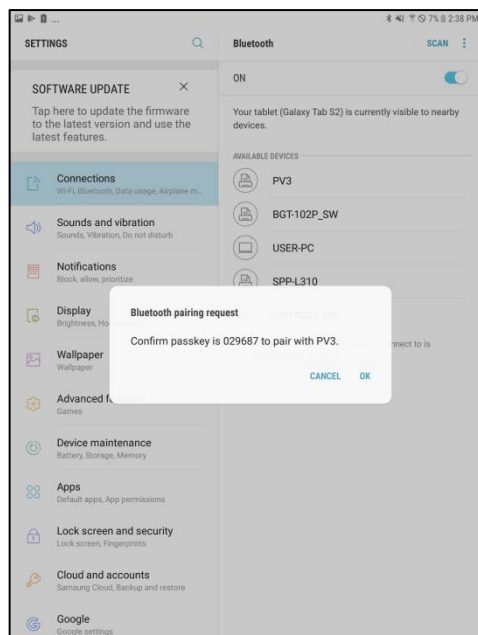 ... 7% 2:38 PM
SETTINGS
SOFTWARE UPDATE
Tap here to update the firmware
to the latest version and use the
latest features.
Connections
Wi-Fi, Bluetooth, Data usage, Airplane m...
Sounds and vibration
Sounds, Vibration, Do not disturb
Notifications
Block, allow, prioritize
Display
Brightness, Ho
Wallpaper
Wallpaper
Advanced f
Games
Device maintenance
Battery, Storage, Memory
Apps
Default apps, App permissions
Lock screen and security
Lock screen, Fingerprints
Cloud and accounts
Samsung Cloud, Backup and restore
Google
Google settings
Bluetooth
SCAN
ON
Your tablet (Galaxy Tab S2) is currently visible to nearby
devices.
AVAILABLE DEVICES
PV3
BGT-102P_SW
USER-PC
SPP-L310
nnect to is
Bluetooth pairing request
Confirm passkey is 029687 to pair with PV3.
CANCEL OK